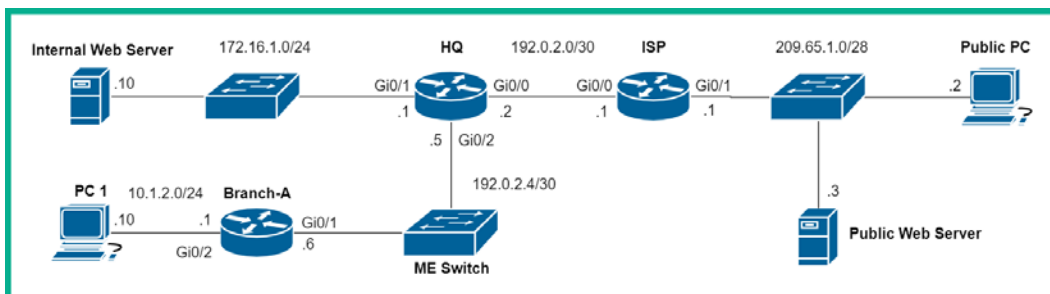 Internal Web Server
172.16.1.0/24
HQ
192.0.2.0/30
ISP
209.65.1.0/28
Public PC
.10
Gi0/1
Gi0/0
Gi0/0
Gi0/1
.2
.1
.2
.1
.1
.5
Gi0/2
PC 1
10.1.2.0/24
Branch-A
192.0.2.4/30
.3
.10
.1
Gi0/1
Gi0/2
.6
Public Web Server
ME Switch